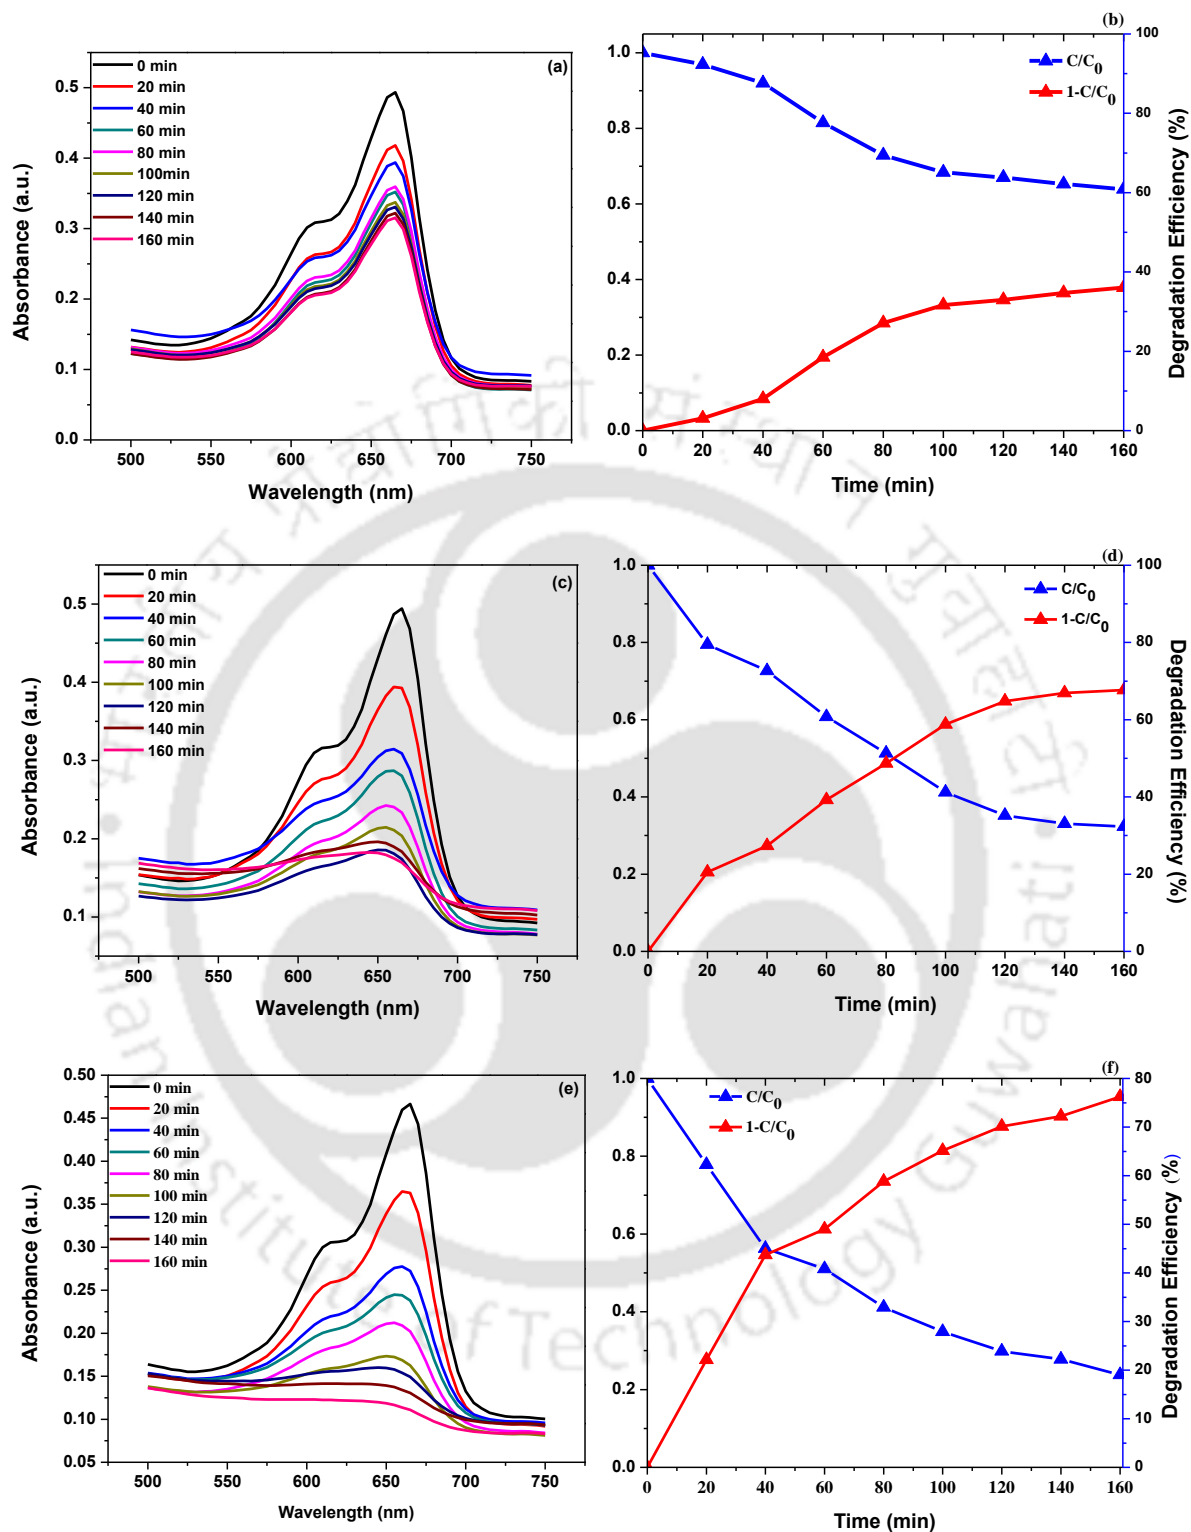 (a)
0 min
20 min
40 min
60 min
80 min
100min
120 min
140 min
160 min
0.5
0.4
0.3
0.2
0.1
0.0
500 550 600 650 700 750
Absorbance (a.u.)
Wavelength (nm)
(b)
C/C0
1-C/C0
1.0
0.8
0.6
0.4
0.2
0.0
0 20 40 60 80 100 120 140 160
100
80
60
40
20
0
Degradation Efficiency (%)
Time (min)
(c)
0 min
20 min
40 min
60 min
80 min
100 min
120 min
140 min
160 min
0.5
0.4
0.3
0.2
0.1
500 550 600 650 700 750
Absorbance (a.u.)
Wavelength (nm)
(d)
C/C0
1-C/C0
1.0
0.8
0.6
0.4
0.2
0.0
0 20 40 60 80 100 120 140 160
100
80
60
40
20
0
Degradation Efficiency (%)
Time (min)
(e)
0 min
20 min
40 min
60 min
80 min
100 min
120 min
140 min
160 min
0.50
0.45
0.40
0.35
0.30
0.25
0.20
0.15
0.10
0.05
500 550 600 650 700 750
Absorbance (a.u.)
Wavelength (nm)
(f)
C/C0
1-C/C0
1.0
0.8
0.6
0.4
0.2
0.0
0 20 40 60 80 100 120 140 160
80
70
60
50
40
30
20
10
0
Degradation Efficiency (%)
Time (min)
Indian Institute of Technology Guwahati